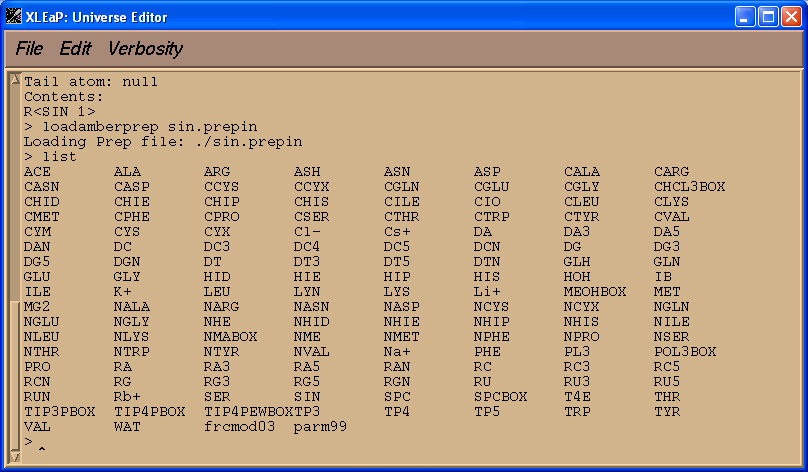 XLEaP: Universe Editor
File Edit Verbosity
Tail atom: null
Contents:
R<SIN 1>
> loadamberprep sin.prepin
Loading Prep file: ./sin.prepin
> list
ACE ALA ARG ASH ASN ASP CALA CARG
CASN CASP CCYS CCYX CGLN CGLU CGLY CHCL3BOX
CHID CHIE CHIP CHIS CILE CIO CLEU CLYS
CMET CPHE CPRO CSER CTHR CTRP CTYR CVAL
CYM CYS CYX Cl- Cs+ DA DA3 DA5
DAN DC DC3 DC4 DC5 DCN DG DG3
DG5 DGN DT DT3 DT5 DTN GLH GLN
GLU GLY HID HIE HIP HIS HOH IB
ILE K+ LEU LYN LYS Li+ MEOHBOX MET
MG2 NALA NARG NASN NASP NCYS NCYX NGLN
NGLU NGLY NHE NHID NHIE NHIP NHIS NILE
NLEU NLYS NMABOX NME NMET NPHE NPRO NSER
NTHR NTRP NTYR NVAL Na+ PHE PL3 POL3BOX
PRO RA RA3 RA5 RAN RC RC3 RC5
RCN RG RG3 RG5 RGN RU RU3 RU5
RUN Rb+ SER SIN SPC SPCBOX T4E THR
TIP3PBOX TIP4PBOX TIP4PEWBOXTP3 TP4 TP5 TRP TYR
VAL WAT frcmod03 parm99
>
^